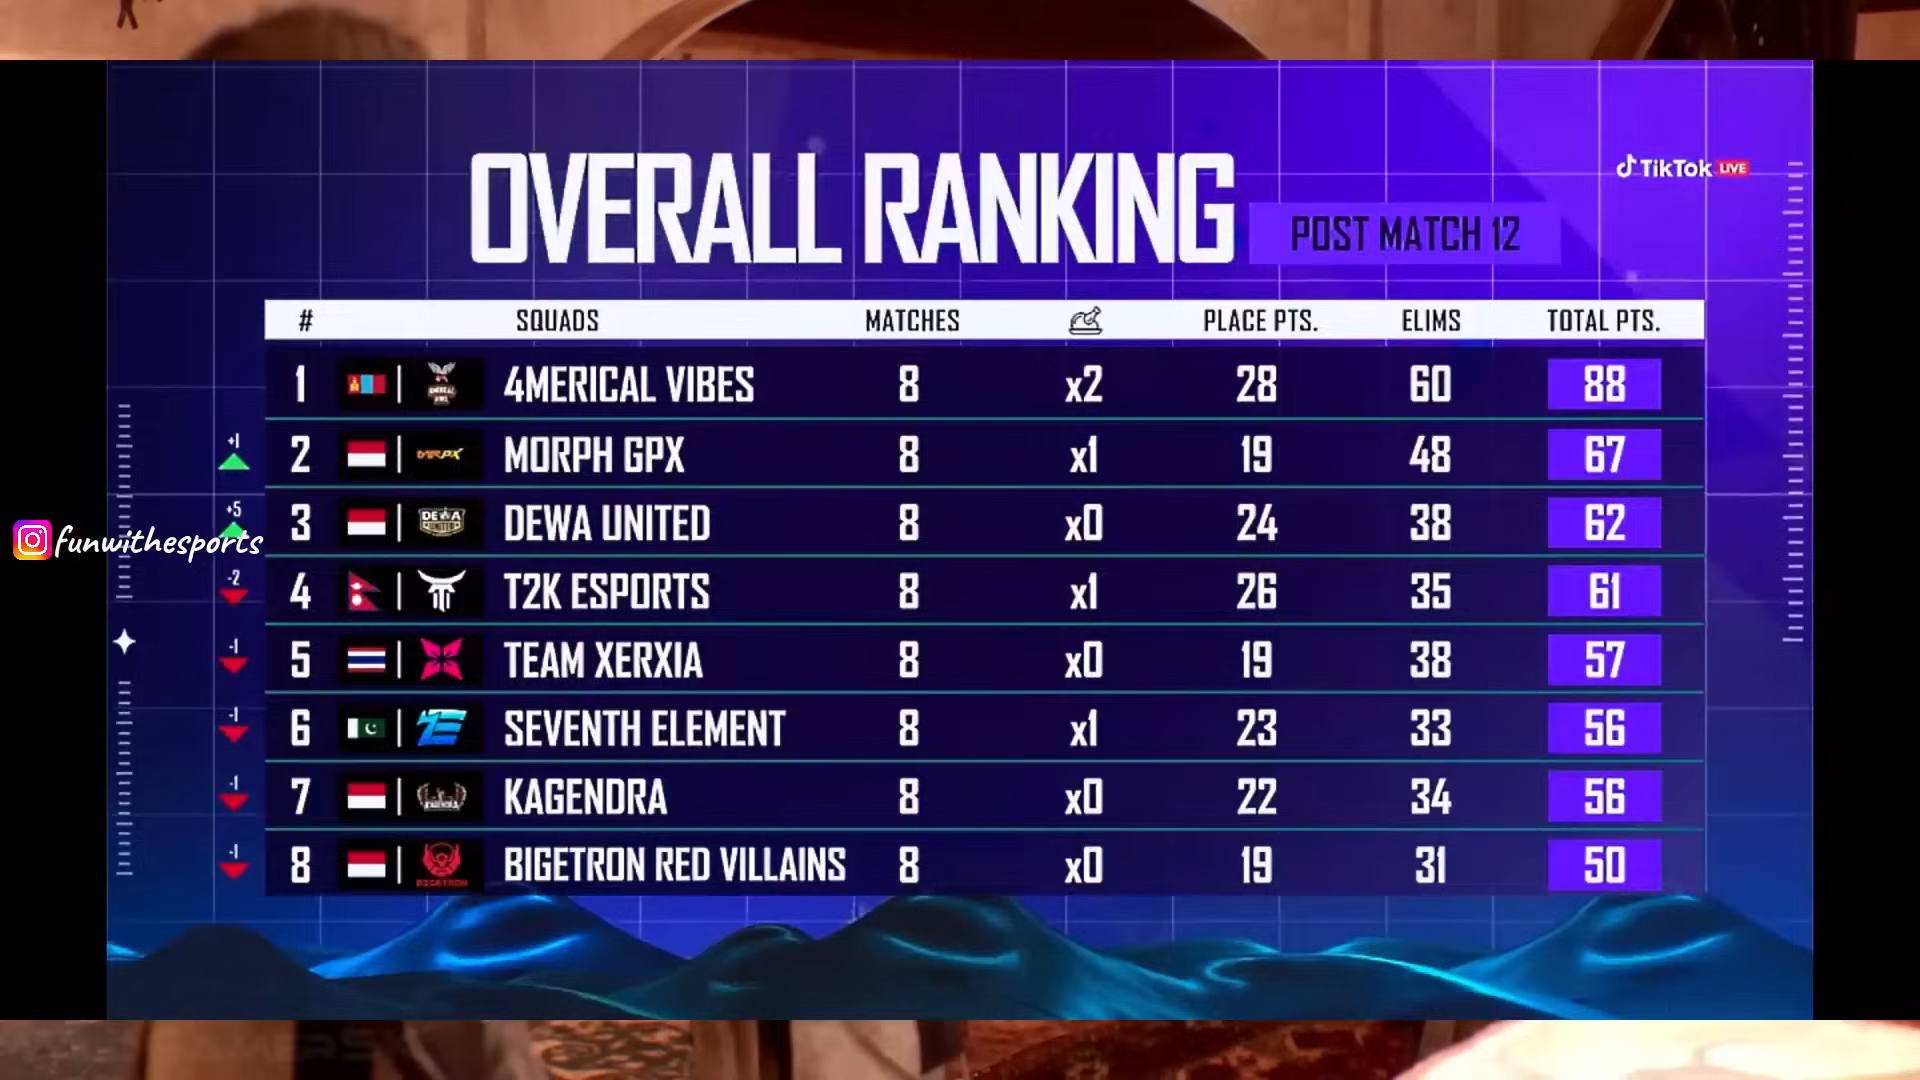 OVERALL RANKING
POST MATCH 12
TikTok LIVE
# SQUADS MATCHES PLACE PTS. ELIMS TOTAL PTS.
1 4MERICAL VIBES 8 x2 28 60 88
+1 2 MORPH GPX 8 x1 19 48 67
+5 3 DEWA DEWA UNITED 8 x0 24 38 62
funwithesports
-2 4 T2K ESPORTS 8 x1 26 35 61
-1 5 TEAM XERXIA 8 x0 19 38 57
-1 6 7E SEVENTH ELEMENT 8 x1 23 33 56
-1 7 KAGENDRA KAGENDRA 8 x0 22 34 56
-1 8 BIGETRON BIGETRON RED VILLAINS 8 x0 19 31 50